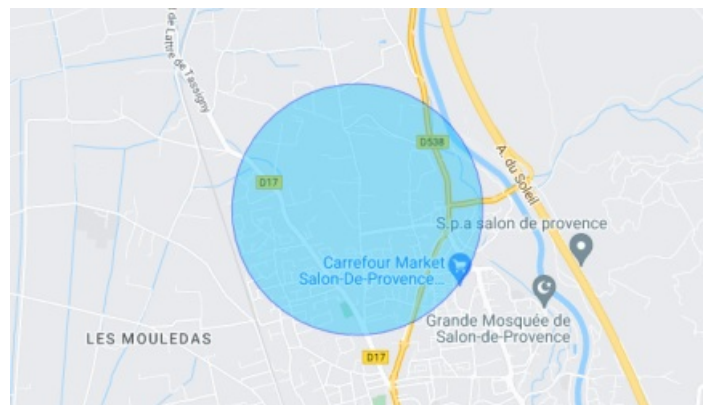 l de Lattre de Tassigny
D538
D17
A. du Soleil
S.p.a salon de provence
Carrefour Market
Salon-De-Provence...
Grande Mosquée de
Salon-de-Provence
LES MOULEDAS
D17